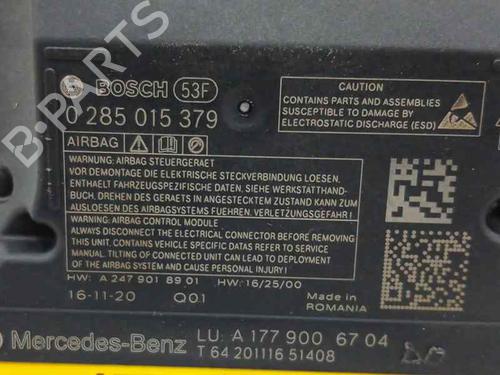 BOSCH 53F
0 285 015 379
AIRBAG
WARNUNG: AIRBAG STEUERGERAET
VOR DEMONTAGE DIE ELEKTRISCHE STECKVERBINDUNG LOESEN,
ENTHAELT FAHRZEUGSPEZIFISCHE DATEN, SIEHE WERKSTATTHAND-
BUCH, DREHEN DES GERAETS IN ANGESTECKTEM ZUSTAND KANN ZUM
AUSLOESEN DES AIRBAGSYSTEMS FUEHREN. VERLETZUNGSGEFAHR!
WARNING: AIRBAG CONTROL MODULE
ALWAYS DISCONNECT THE ELECTRICAL CONNECTOR BEFORE REMOVING
THIS UNIT. CONTAINS VEHICLE SPECIFIC DATA, REFER TO SERVICE
MANUAL. TILTING OF CONNECTED UNIT CAN LEAD TO DEPLOYMENT
OF THE AIRBAG SYSTEM AND CAUSE PERSONAL INJURY!
HW: A 247 901 89 01 HW: 16/25/00
16-11-20 Q01
CAUTION
CONTAINS PARTS AND ASSEMBLIES
SUSCEPTIBLE TO DAMAGE BY
ELECTROSTATIC DISCHARGE (ESD)
Made in
ROMANIA
Mercedes-Benz LU: A 177 900 67 04
T 64 201116 51408
B-PARTS